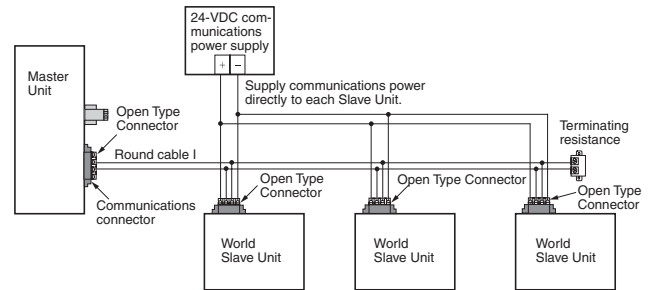 24-VDC com-
munications
power supply
+ −
Supply communications power
directly to each Slave Unit.
Master
Unit
Open Type
Connector
Terminating
resistance
Round cable I
Communications
connector
Open Type
Connector
Open Type Connector
Open Type
Connector
World
Slave Unit
World
Slave Unit
World
Slave Unit